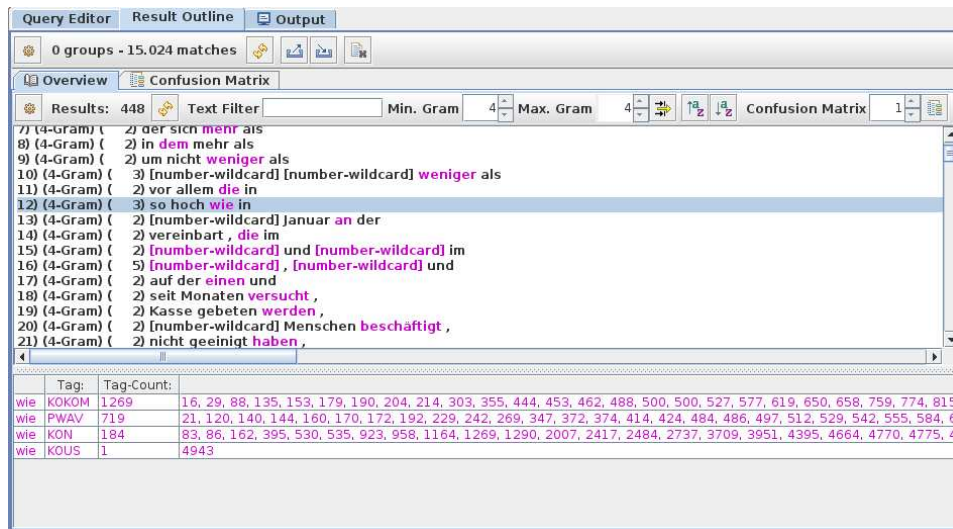 Query Editor Result Outline Output
0 groups - 15.024 matches
Overview Confusion Matrix
Results: 448 Text Filter Min. Gram 4 Max. Gram 4 Confusion Matrix 1
7) (4-Gram) ( 2) der sich mehr als
8) (4-Gram) ( 2) in dem mehr als
9) (4-Gram) ( 2) um nicht weniger als
10) (4-Gram) ( 3) [number-wildcard] [number-wildcard] weniger als
11) (4-Gram) ( 2) vor allem die in
12) (4-Gram) ( 3) so hoch wie in
13) (4-Gram) ( 2) [number-wildcard] Januar an der
14) (4-Gram) ( 2) vereinbart , die im
15) (4-Gram) ( 2) [number-wildcard] und [number-wildcard] im
16) (4-Gram) ( 5) [number-wildcard] , [number-wildcard] und
17) (4-Gram) ( 2) auf der einen und
18) (4-Gram) ( 2) seit Monaten versucht ,
19) (4-Gram) ( 2) Kasse gebeten werden ,
20) (4-Gram) ( 2) [number-wildcard] Menschen beschäftigt ,
21) (4-Gram) ( 2) nicht geeinigt haben ,
Tag: Tag-Count:
wie KOKOM 1269 16, 29, 88, 135, 153, 179, 190, 204, 214, 303, 355, 444, 453, 462, 488, 500, 500, 527, 577, 619, 650, 658, 759, 774, 815
wie PWAV 719 21, 120, 140, 144, 160, 170, 172, 192, 229, 242, 269, 347, 372, 374, 414, 424, 484, 486, 497, 512, 529, 542, 555, 584,
wie KON 184 83, 86, 162, 395, 530, 535, 923, 958, 1164, 1269, 1290, 2007, 2417, 2484, 2737, 3709, 3951, 4395, 4664, 4770, 4775,
wie KOUS 1 4943